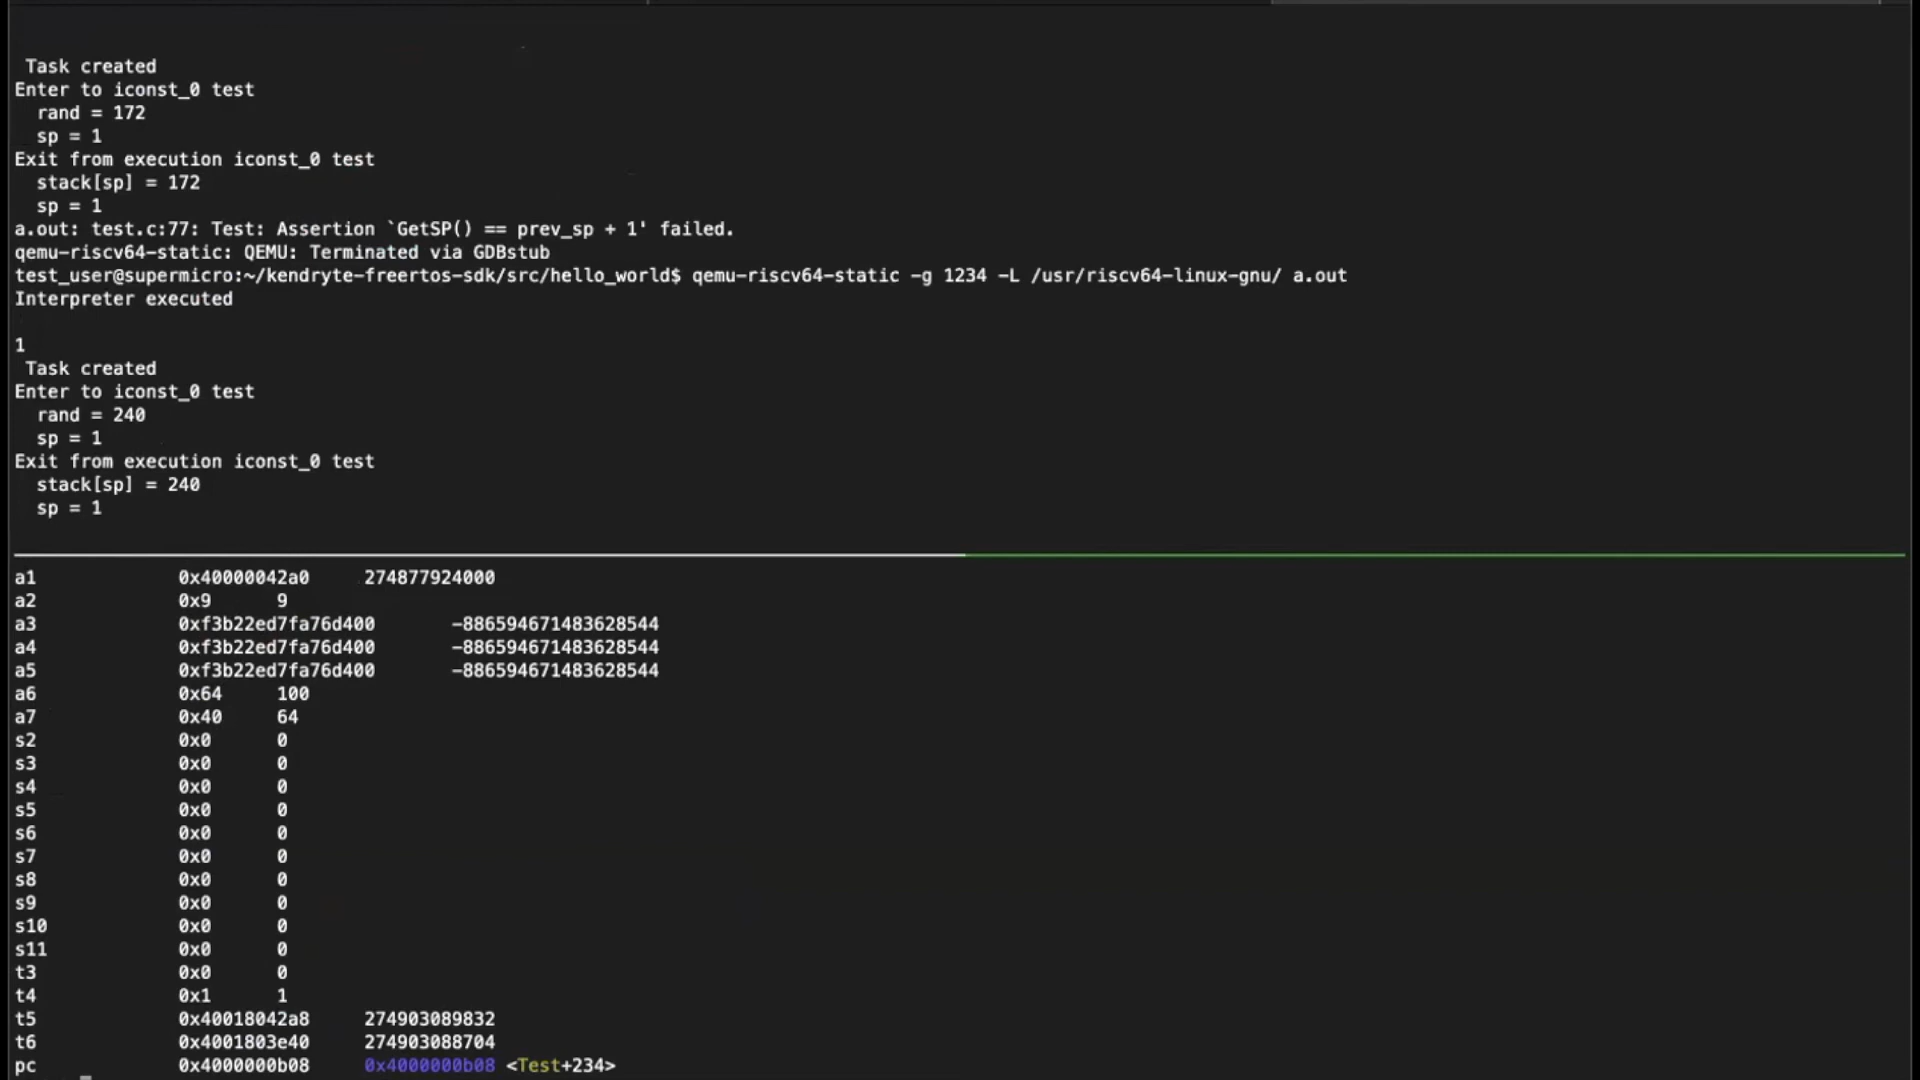 Task created
Enter to iconst_0 test
rand = 172
sp = 1
Exit from execution iconst_0 test
stack[sp] = 172
sp = 1
a.out: test.c:77: Test: Assertion `GetSP() == prev_sp + 1' failed.
qemu-riscv64-static: QEMU: Terminated via GDBstub
test_user@supermicro:~/kendryte-freertos-sdk/src/hello_world$ qemu-riscv64-static -g 1234 -L /usr/riscv64-linux-gnu/ a.out
Interpreter executed
1
Task created
Enter to iconst_0 test
rand = 240
sp = 1
Exit from execution iconst_0 test
stack[sp] = 240
sp = 1
a1 0x40000042a0 274877924000
a2 0x9 9
a3 0xf3b22ed7fa76d400 -886594671483628544
a4 0xf3b22ed7fa76d400 -886594671483628544
a5 0xf3b22ed7fa76d400 -886594671483628544
a6 0x64 100
a7 0x40 64
s2 0x0 0
s3 0x0 0
s4 0x0 0
s5 0x0 0
s6 0x0 0
s7 0x0 0
s8 0x0 0
s9 0x0 0
s10 0x0 0
s11 0x0 0
t3 0x0 0
t4 0x1 1
t5 0x40018042a8 274903089832
t6 0x4001803e40 274903088704
pc 0x4000000b08 0x4000000b08 <Test+234>